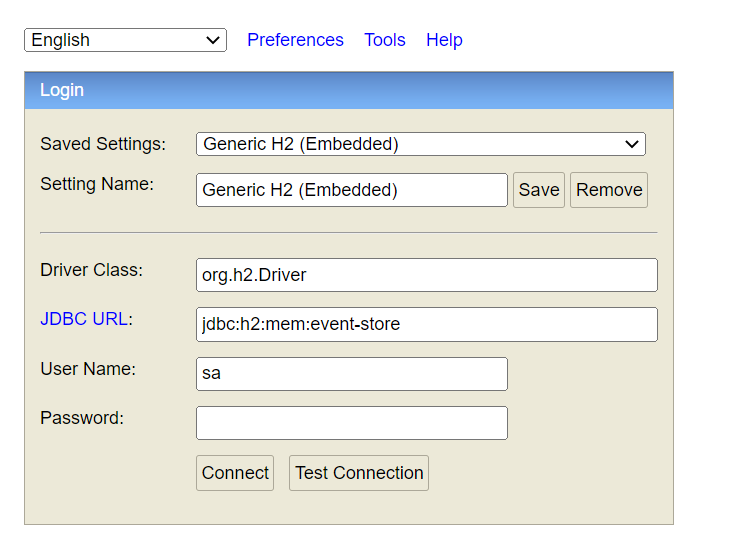 English Preferences Tools Help
Login
Saved Settings: Generic H2 (Embedded)
Setting Name: Generic H2 (Embedded) Save Remove
Driver Class: org.h2.Driver
JDBC URL: jdbc:h2:mem:event-store
User Name: sa
Password:
Connect Test Connection